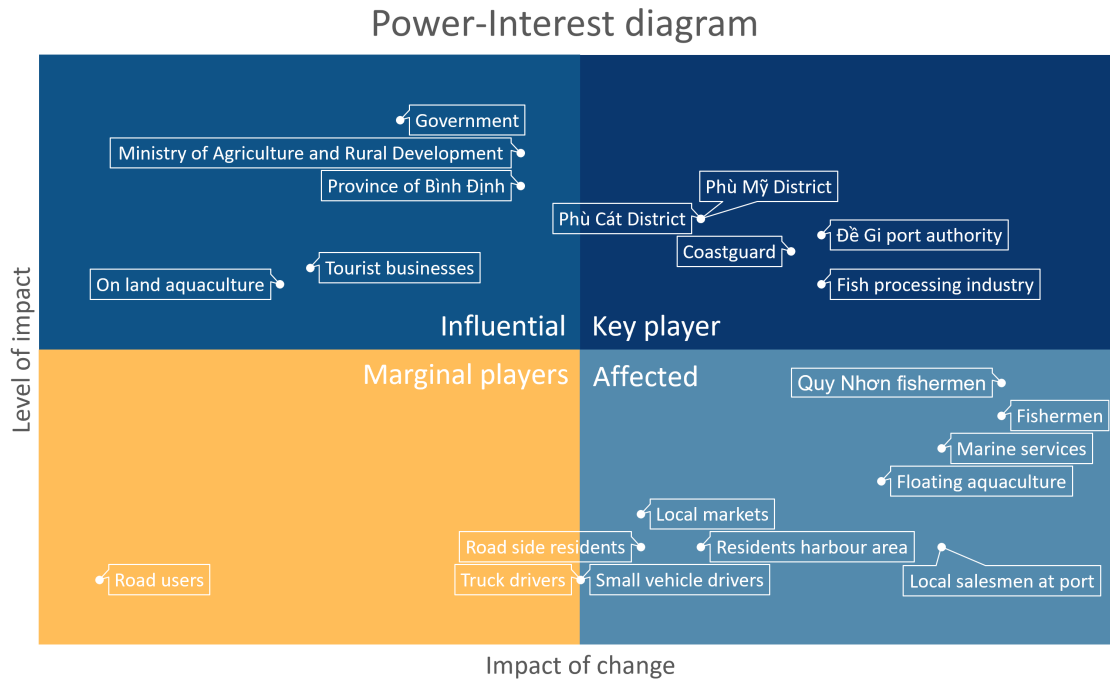 Power-Interest diagram
Government
Ministry of Agriculture and Rural Development
Province of Bình Định
Phù Mỹ District
Phù Cát District
Đề Gi port authority
Coastguard
Tourist businesses
On land aquaculture
Fish processing industry
Influential
Key player
Level of impact
Marginal players
Affected
Quy Nhơn fishermen
Fishermen
Marine services
Floating aquaculture
Local markets
Road side residents
Residents harbour area
Road users
Truck drivers
Small vehicle drivers
Local salesmen at port
Impact of change